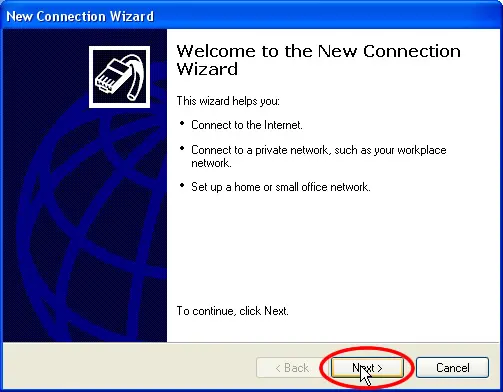 New Connection Wizard
Welcome to the New Connection
Wizard
This wizard helps you:
• Connect to the Internet.
• Connect to a private network, such as your workplace
network.
• Set up a home or small office network.
To continue, click Next.
< Back Next > Cancel